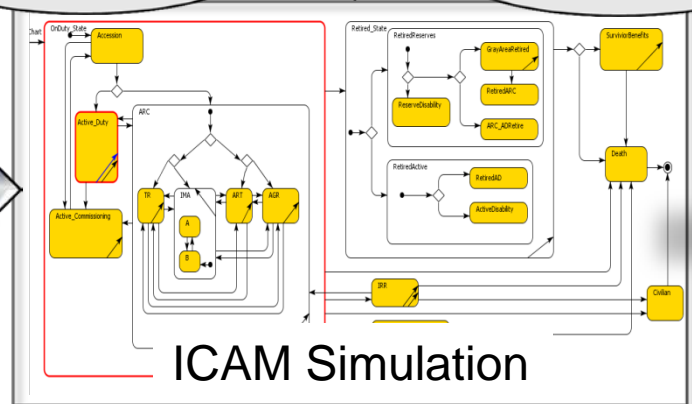 Chart
OnDuty_State
Accession
Active_Duty
Active_Commissioning
ARC
TR
IMA
A
B
ART
AGR
Retired_State
RetiredReserves
GrayAreaRetired
RetiredARC
ReserveDisability
ARC_ADRetire
RetiredActive
RetiredAD
ActiveDisability
SurvivorBenefits
Death
IRR
Civilian
ICAM Simulation